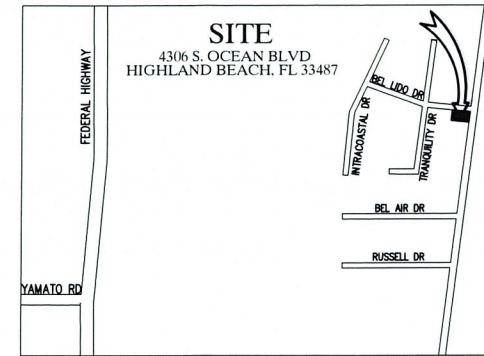 SITE
4306 S. OCEAN BLVD
HIGHLAND BEACH, FL 33487
FEDERAL HIGHWAY
BEL LIDO DR
INTRACOASTAL DR
TRANQUILITY DR
BEL AIR DR
RUSSELL DR
YAMATO RD